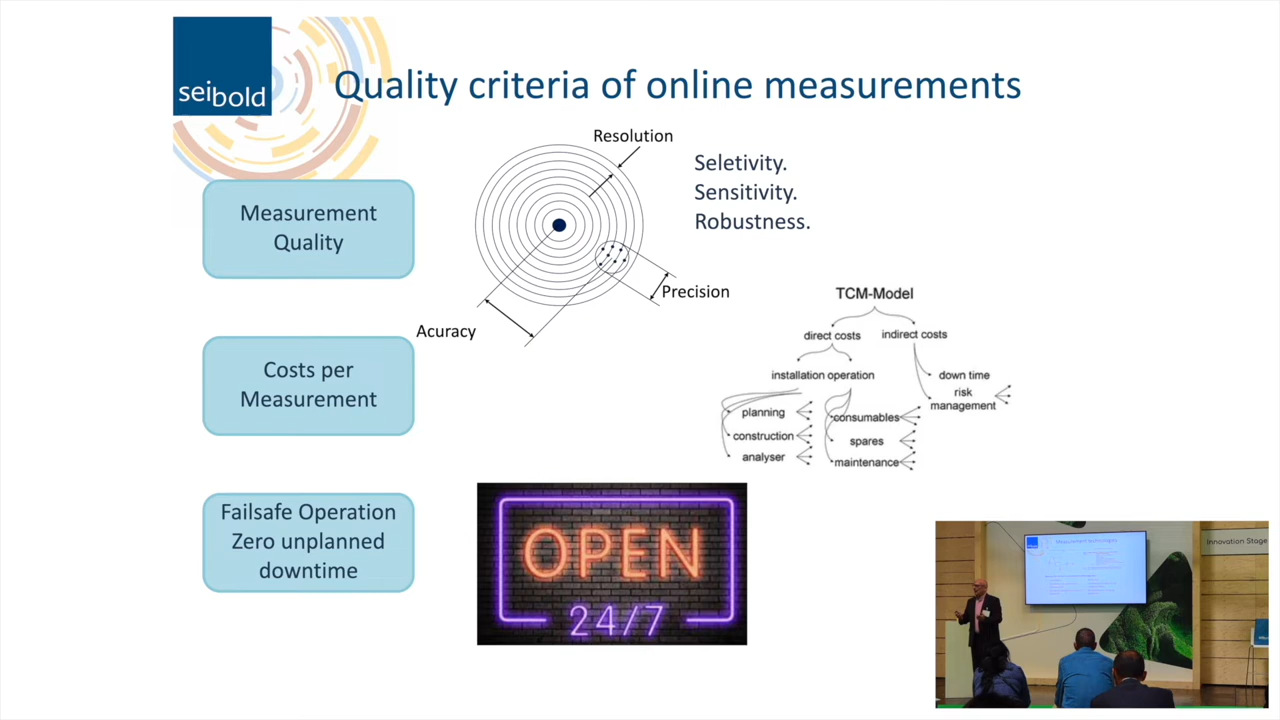 seibold
Quality criteria of online measurements
Measurement
Quality
Resolution
Precision
Acuracy
Seletivity.
Sensitivity.
Robustness.
Costs per
Measurement
TCM-Model
direct costs
indirect costs
installation operation
down time
risk
management
planning
consumables
construction
spares
analyser
maintenance
Failsafe Operation
Zero unplanned
downtime
OPEN
24/7
Measurement technologies
Innovation Stage